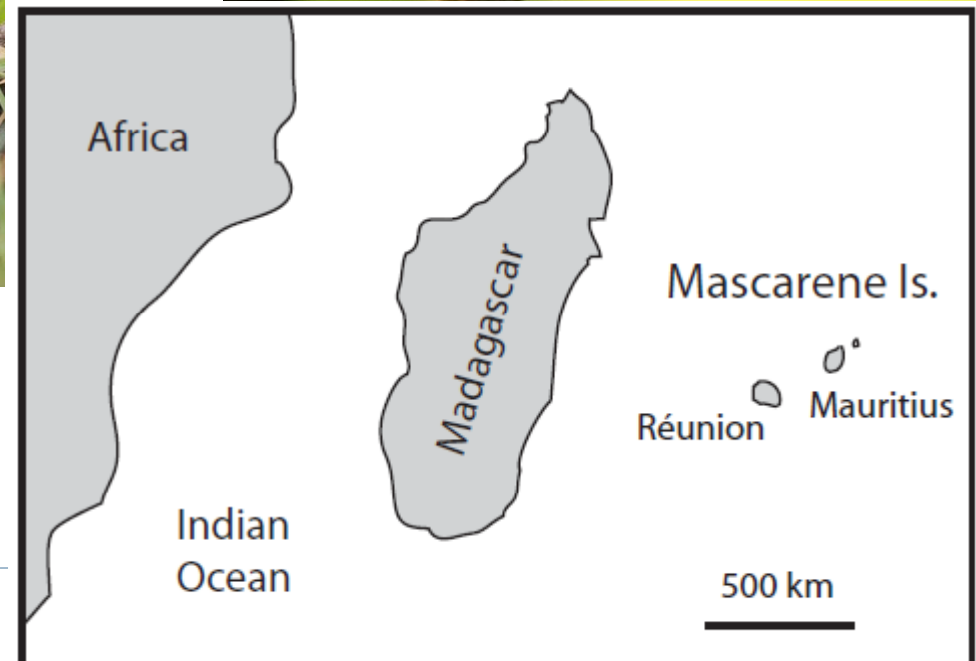 Africa
Madagascar
Mascarene Is.
Mauritius
Réunion
Indian
Ocean
500 km